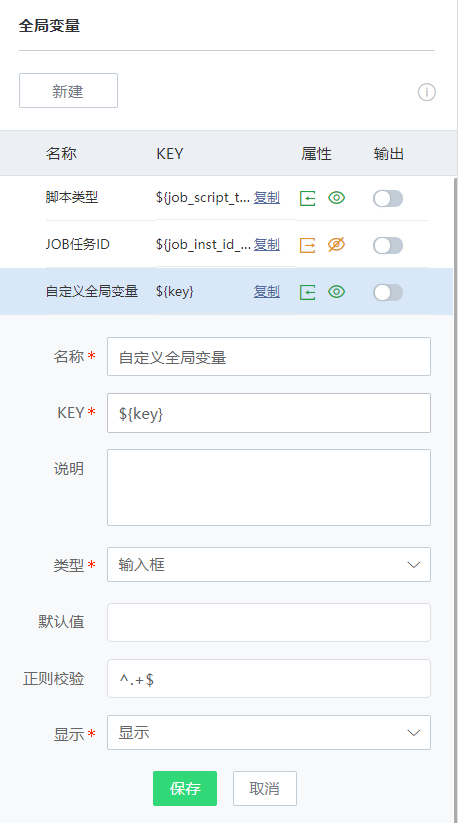 全局变量
新建
名称 KEY 属性 输出
脚本类型 ${job_script_t... 复制
JOB任务ID ${job_inst_id_... 复制
自定义全局变量 ${key} 复制
名称* 自定义全局变量
KEY* ${key}
说明
类型* 输入框
默认值
正则校验 ^.+$
显示* 显示
保存 取消